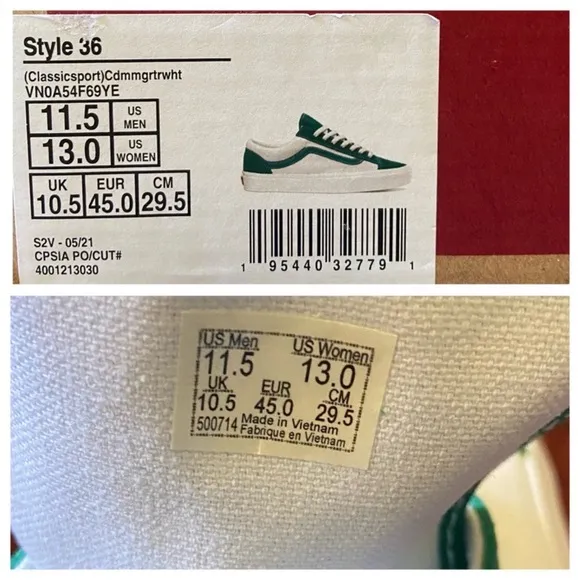 Style 36
(Classicsport)Cdmmgrtrwht
VN0A54F69YE
11.5 US MEN
13.0 US WOMEN
UK EUR CM
10.5 45.0 29.5
S2V - 05/21
CPSIA PO/CUT#
4001213030
1 95440 32779 1
US Men US Women
11.5 13.0
UK EUR CM
10.5 45.0 29.5
500714 Made in Vietnam
Fabrique en Vietnam